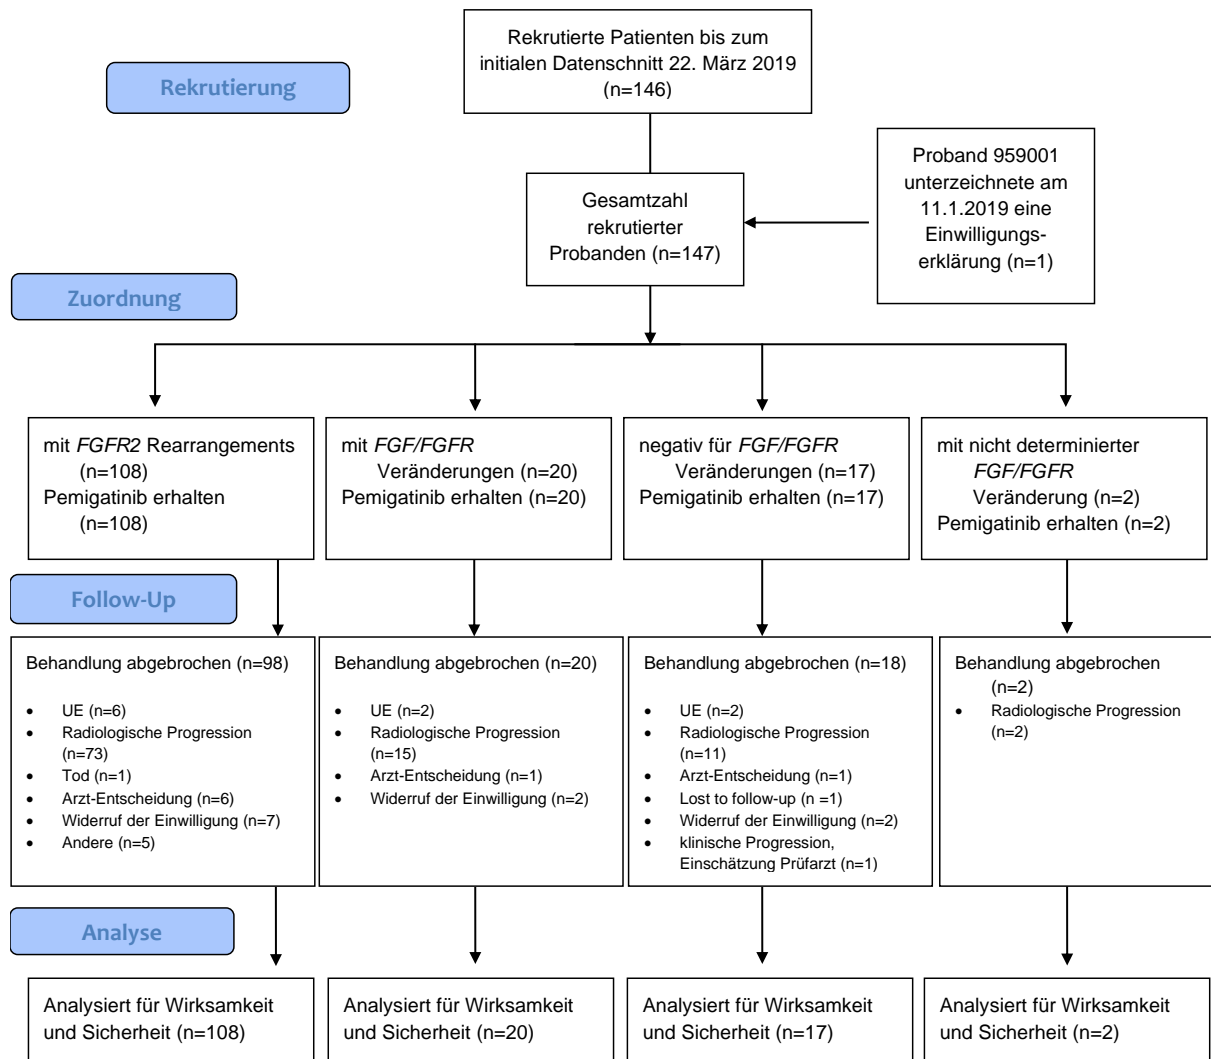 Rekrutierte Patienten bis zum
initialen Datenschnitt 22. März 2019
(n=146)
Rekrutierung
Proband 959001
unterzeichnete am
11.1.2019 eine
Einwilligungs-
erklärung (n=1)
Gesamtzahl
rekrutierter
Probanden (n=147)
Zuordnung
mit FGFR2 Rearrangements
(n=108)
Pemigatinib erhalten
(n=108)
mit FGF/FGFR
Veränderungen (n=20)
Pemigatinib erhalten (n=20)
negativ für FGF/FGFR
Veränderungen (n=17)
Pemigatinib erhalten (n=17)
mit nicht determinierter
FGF/FGFR
Veränderung (n=2)
Pemigatinib erhalten (n=2)
Follow-Up
Behandlung abgebrochen (n=98)
• UE (n=6)
• Radiologische Progression
(n=73)
• Tod (n=1)
• Arzt-Entscheidung (n=6)
• Widerruf der Einwilligung (n=7)
• Andere (n=5)
Behandlung abgebrochen (n=20)
• UE (n=2)
• Radiologische Progression
(n=15)
• Arzt-Entscheidung (n=1)
• Widerruf der Einwilligung (n=2)
Behandlung abgebrochen (n=18)
• UE (n=2)
• Radiologische Progression
(n=11)
• Arzt-Entscheidung (n=1)
• Lost to follow-up (n =1)
• Widerruf der Einwilligung (n=2)
• klinische Progression,
Einschätzung Prüfarzt (n=1)
Behandlung abgebrochen
(n=2)
• Radiologische Progression
(n=2)
Analyse
Analysiert für Wirksamkeit
und Sicherheit (n=108)
Analysiert für Wirksamkeit
und Sicherheit (n=20)
Analysiert für Wirksamkeit
und Sicherheit (n=17)
Analysiert für Wirksamkeit
und Sicherheit (n=2)